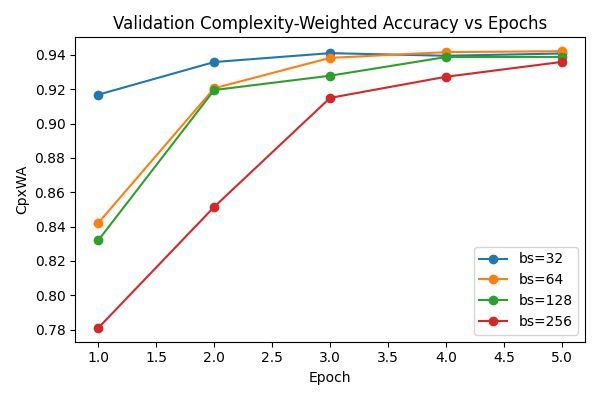 Validation Complexity-Weighted Accuracy vs Epochs
CpxWA
0.94
0.92
0.90
0.88
0.86
0.84
0.82
0.80
0.78
bs=32
bs=64
bs=128
bs=256
1.0 1.5 2.0 2.5 3.0 3.5 4.0 4.5 5.0
Epoch